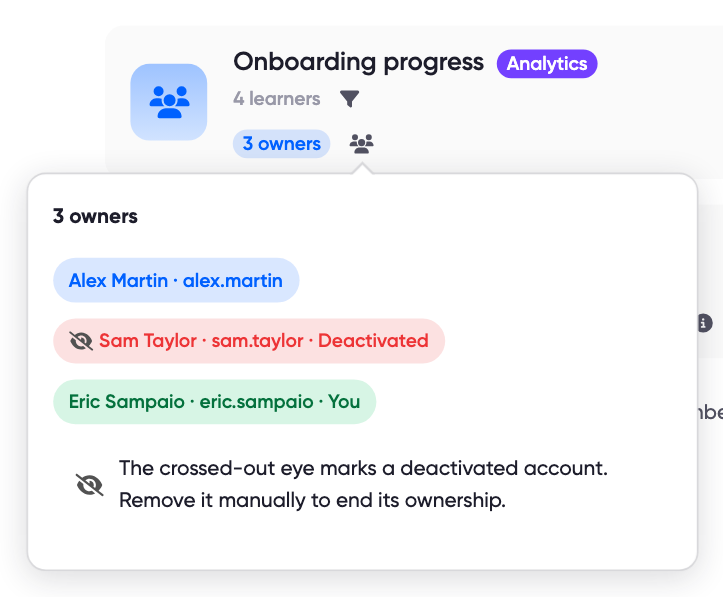 Onboarding progress Analytics
4 learners
3 owners
3 owners
Alex Martin · alex.martin
Sam Taylor · sam.taylor · Deactivated
Eric Sampaio · eric.sampaio · You
The crossed-out eye marks a deactivated account.
Remove it manually to end its ownership.